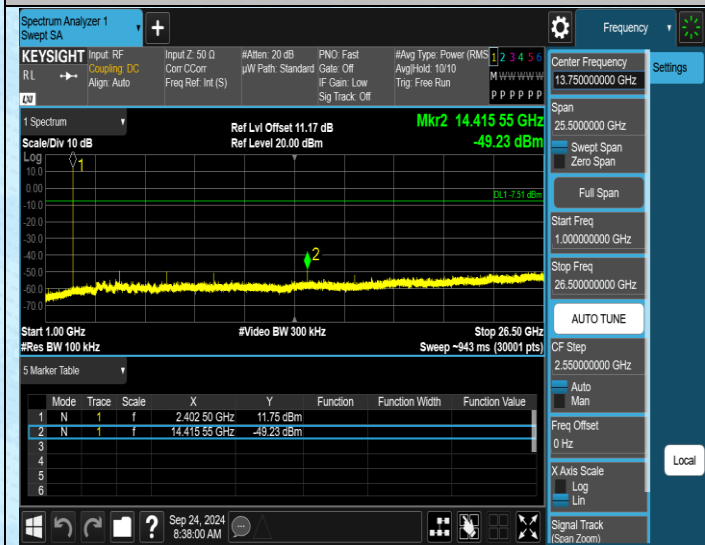 Spectrum Analyzer 1
Swept SA
Frequency
KEYSIGHT
RL
LXI
Input: RF
Coupling: DC
Align: Auto
Input Z: 50 Ω
Corr CCorr
Freq Ref: Int (S)
#Atten: 20 dB
µW Path: Standard
PNO: Fast
Gate: Off
IF Gain: Low
Sig Track: Off
#Avg Type: Power (RMS
Avg|Hold: 10/10
Trig: Free Run
1 2 3 4 5 6
M W W W W W
P P P P P P
1 Spectrum
Scale/Div 10 dB
Log
Ref Lvl Offset 11.17 dB
Ref Level 20.00 dBm
Mkr2 14.415 55 GHz
-49.23 dBm
10.0
0.00
-10.0
-20.0
-30.0
-40.0
-50.0
-60.0
-70.0
1
DL1 -7.51 dBm
2
Start 1.00 GHz
#Res BW 100 kHz
#Video BW 300 kHz
Stop 26.50 GHz
Sweep ~943 ms (30001 pts)
5 Marker Table
Mode Trace Scale X Y Function Function Width Function Value
1 N 1 f 2.402 50 GHz 11.75 dBm
2 N 1 f 14.415 55 GHz -49.23 dBm
3
4
5
6
Sep 24, 2024
8:38:00 AM
?
Center Frequency
13.750000000 GHz
Span
25.5000000 GHz
Swept Span
Zero Span
Full Span
Start Freq
1.000000000 GHz
Stop Freq
26.500000000 GHz
AUTO TUNE
CF Step
2.550000000 GHz
Auto
Man
Freq Offset
0 Hz
X Axis Scale
Log
Lin
Signal Track
(Span Zoom)
Settings
Local